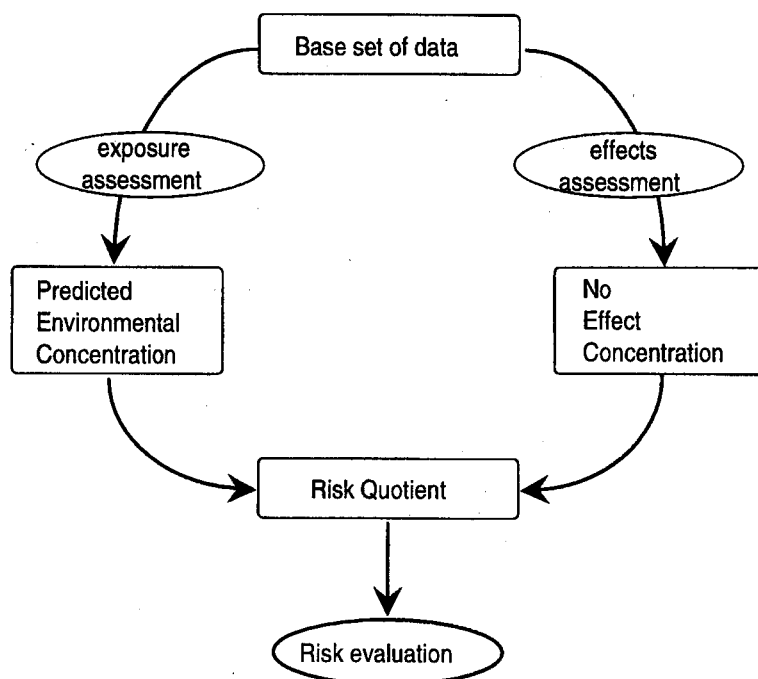 Base set of data
exposure
assessment
effects
assessment
Predicted
Environmental
Concentration
No
Effect
Concentration
Risk Quotient
Risk evaluation